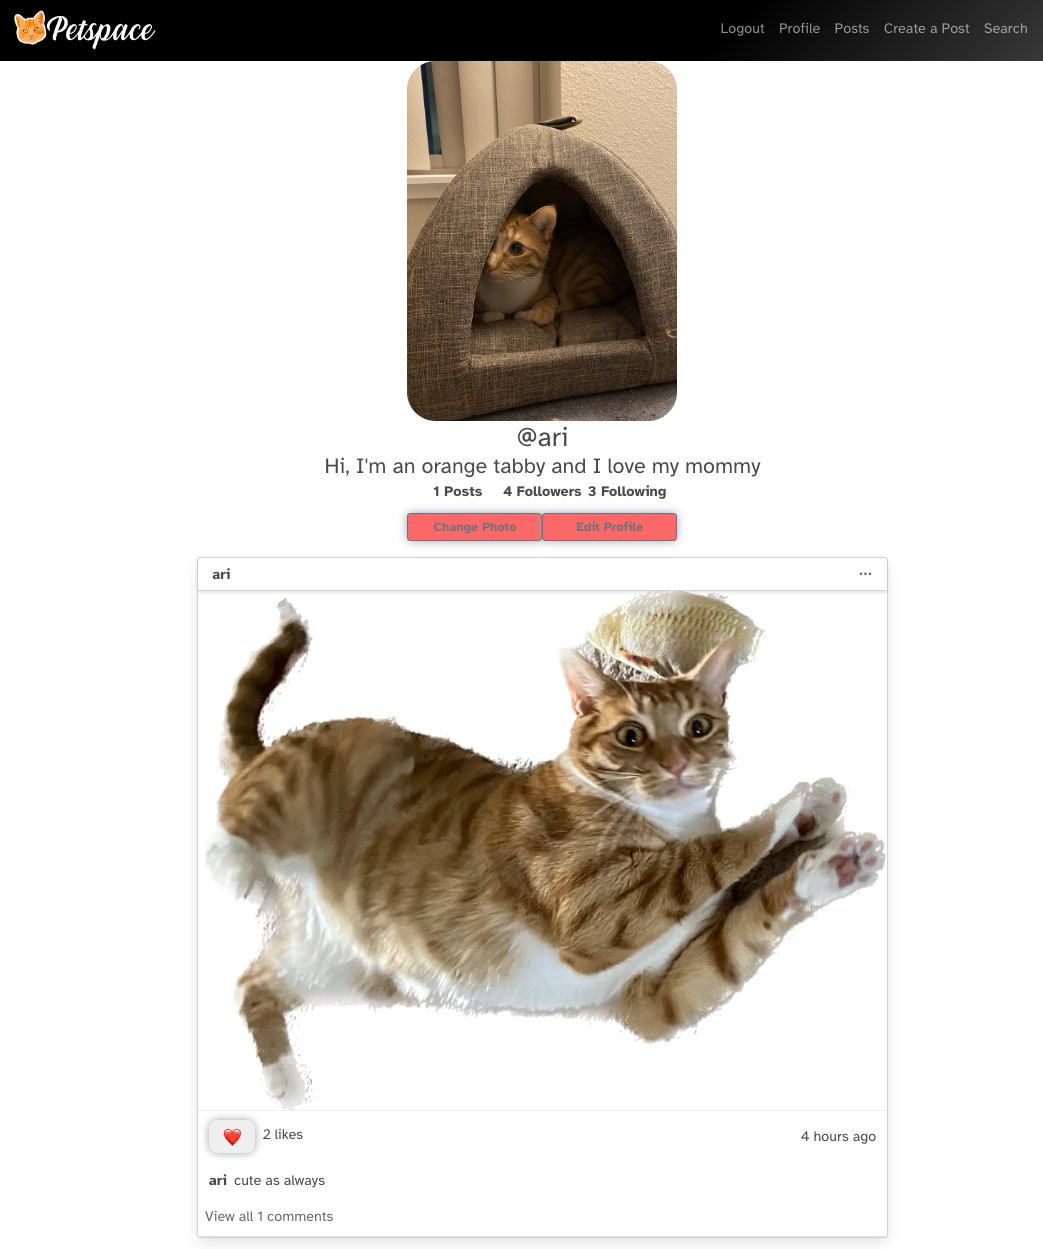 Petspace
Logout Profile Posts Create a Post Search
@ari
Hi, I'm an orange tabby and I love my mommy
1 Posts 4 Followers 3 Following
Change Photo Edit Profile
ari ...
2 likes 4 hours ago
ari cute as always
View all 1 comments